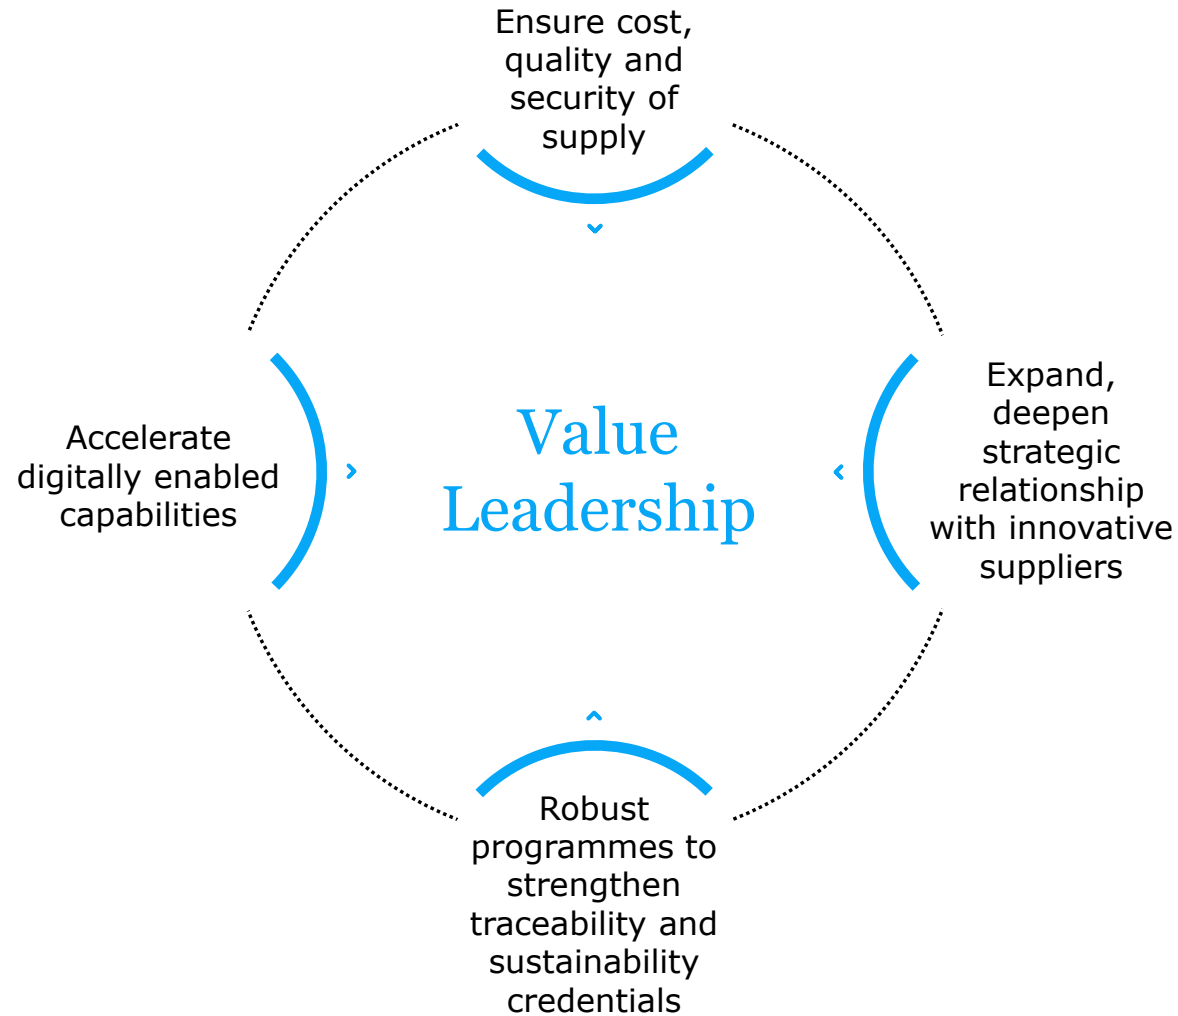 Ensure cost,
quality and
security of
supply
Accelerate
digitally enabled
capabilities
Value
Leadership
Expand,
deepen
strategic
relationship
with innovative
suppliers
Robust
programmes to
strengthen
traceability and
sustainability
credentials